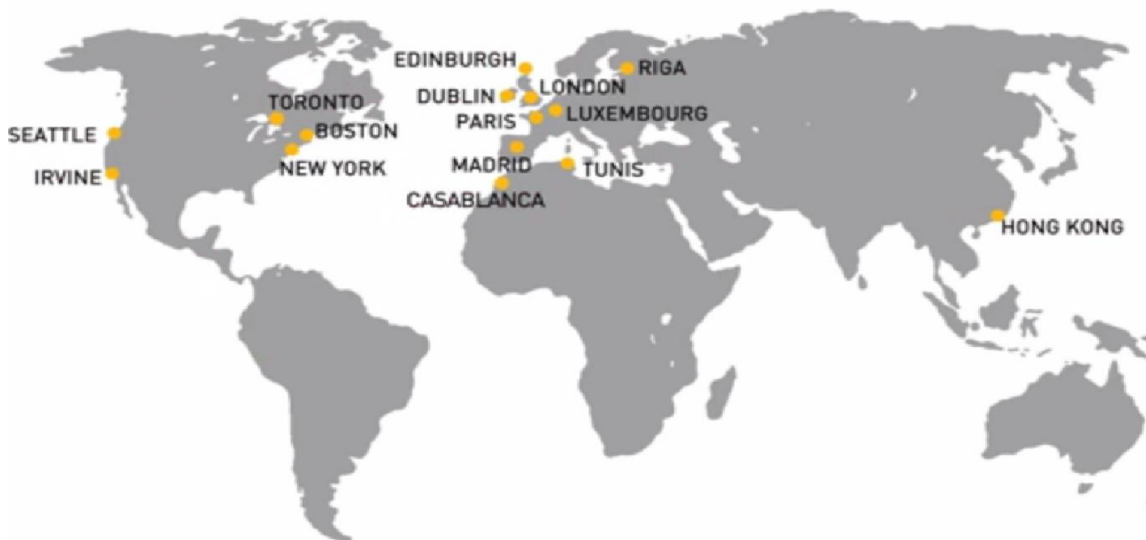 EDINBURGH
RIGA
DUBLIN
LONDON
TORONTO
PARIS
LUXEMBOURG
SEATTLE
BOSTON
NEW YORK
MADRID
TUNIS
IRVINE
CASABLANCA
HONG KONG